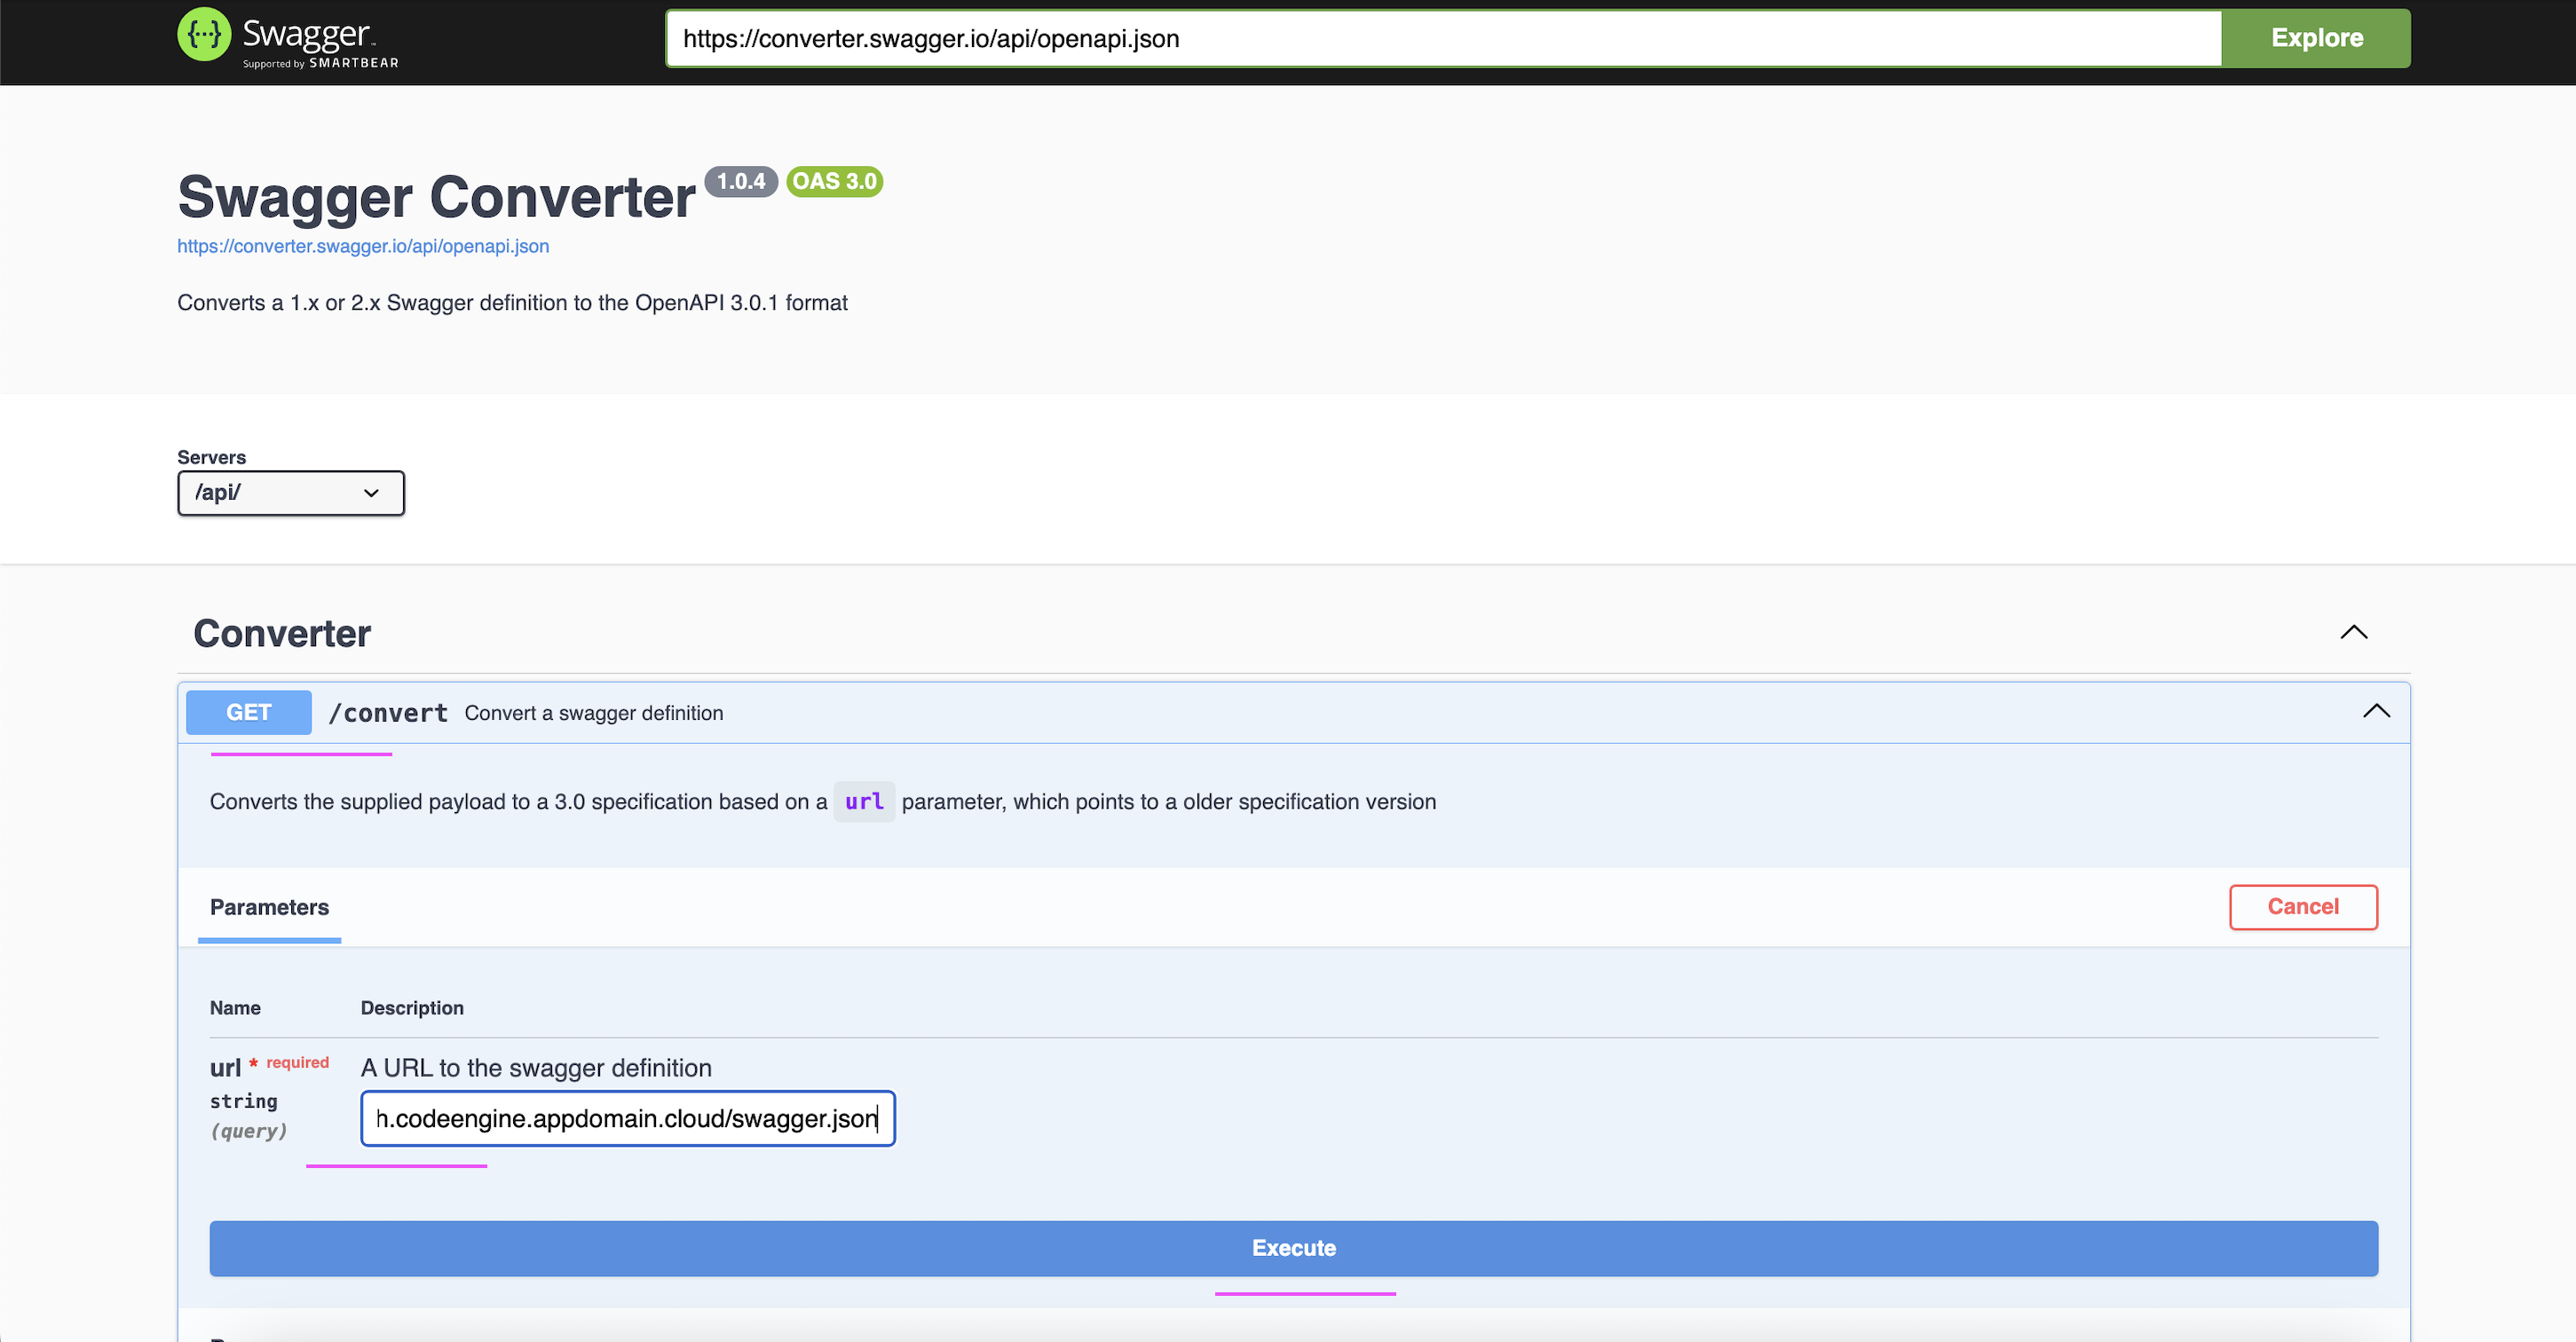 Swagger
Supported by SMARTBEAR
https://converter.swagger.io/api/openapi.json
Explore
Swagger Converter 1.0.4 OAS 3.0
https://converter.swagger.io/api/openapi.json
Converts a 1.x or 2.x Swagger definition to the OpenAPI 3.0.1 format
Servers
/api/
Converter
GET /convert Convert a swagger definition
Converts the supplied payload to a 3.0 specification based on a url parameter, which points to a older specification version
Parameters
Cancel
Name Description
url * required A URL to the swagger definition
string
h.codeengine.appdomain.cloud/swagger.json
(query)
Execute